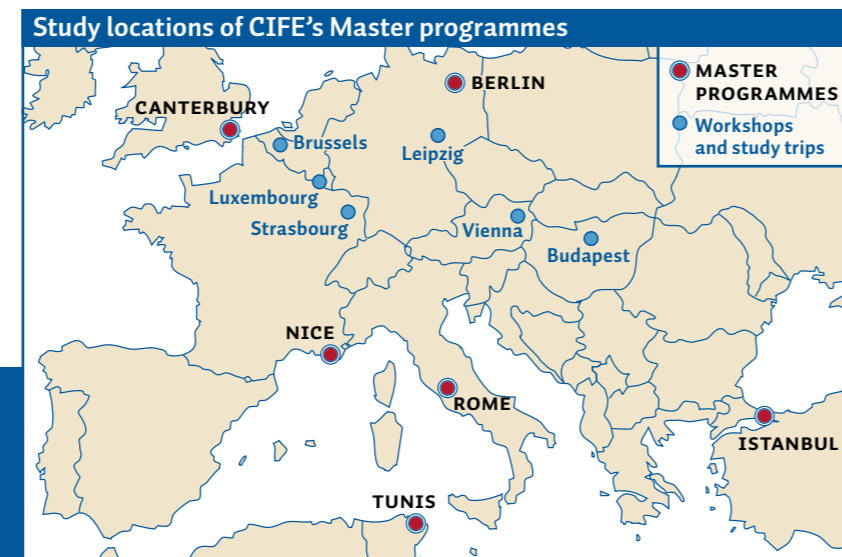 Study locations of CIFE's Master programmes
MASTER
PROGRAMMES
Workshops
and study trips
BERLIN
CANTERBURY
Brussels
Leipzig
Luxembourg
Strasbourg
Vienna
Budapest
NICE
ROME
ISTANBUL
TUNIS